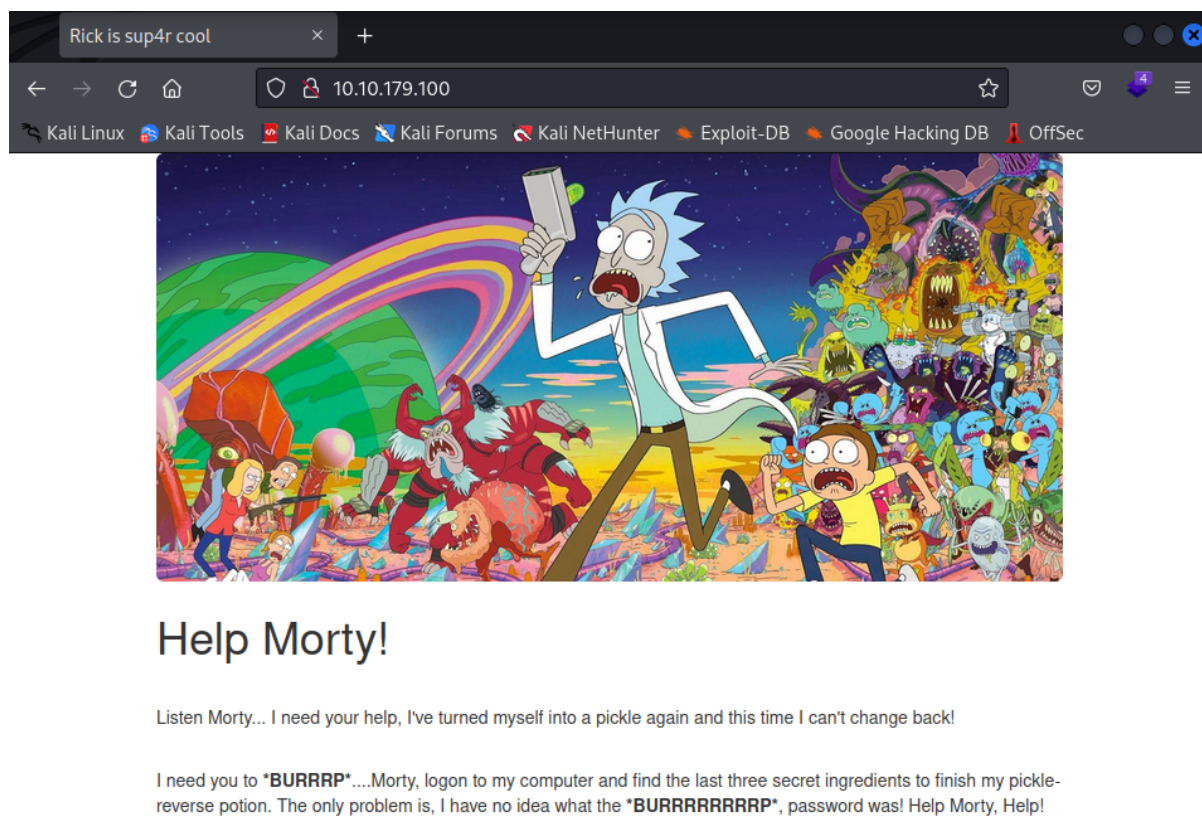 Rick is sup4r cool
10.10.179.100
4
Kali Linux Kali Tools Kali Docs Kali Forums Kali NetHunter Exploit-DB Google Hacking DB OffSec
Help Morty!
Listen Morty... I need your help, I've turned myself into a pickle again and this time I can't change back!
I need you to *BURRRP*....Morty, logon to my computer and find the last three secret ingredients to finish my pickle-
reverse potion. The only problem is, I have no idea what the *BURRRRRRRRP*, password was! Help Morty, Help!